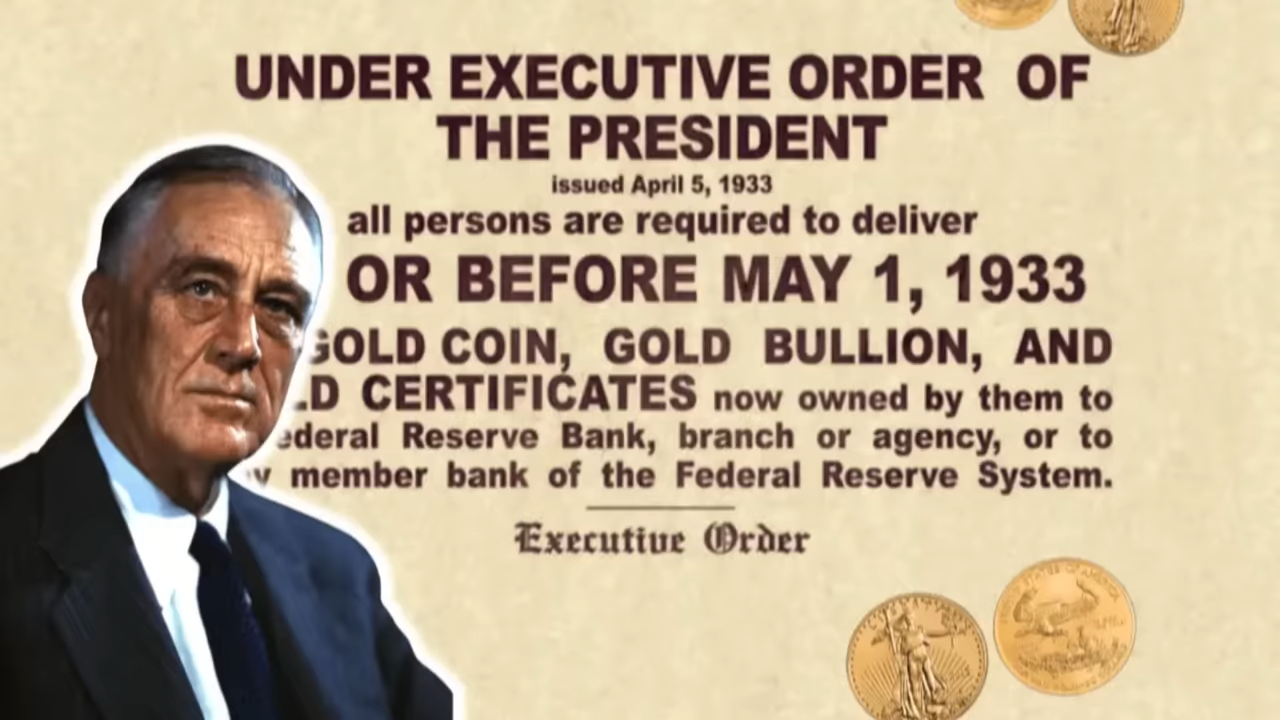 UNDER EXECUTIVE ORDER OF
THE PRESIDENT
issued April 5, 1933
all persons are required to deliver
OR BEFORE MAY 1, 1933
GOLD COIN, GOLD BULLION, AND
LD CERTIFICATES now owned by them to
ederal Reserve Bank, branch or agency, or to
y member bank of the Federal Reserve System.
Executive Order